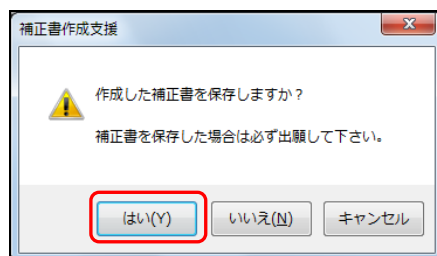 補正書作成支援
作成した補正書を保存しますか？
補正書を保存した場合は必ず出願して下さい。
はい(Y) いいえ(N) キャンセル